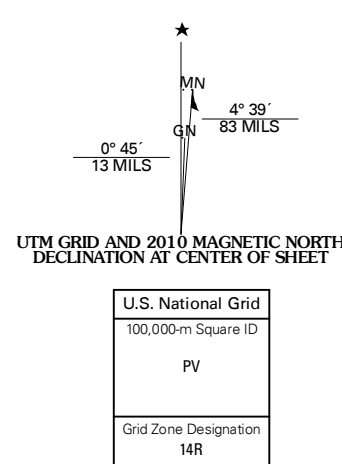 MN
4° 39´
83 MILS
GN
0° 45´
13 MILS
UTM GRID AND 2010 MAGNETIC NORTH
DECLINATION AT CENTER OF SHEET
U.S. National Grid
100,000-m Square ID
PV
Grid Zone Designation
14R